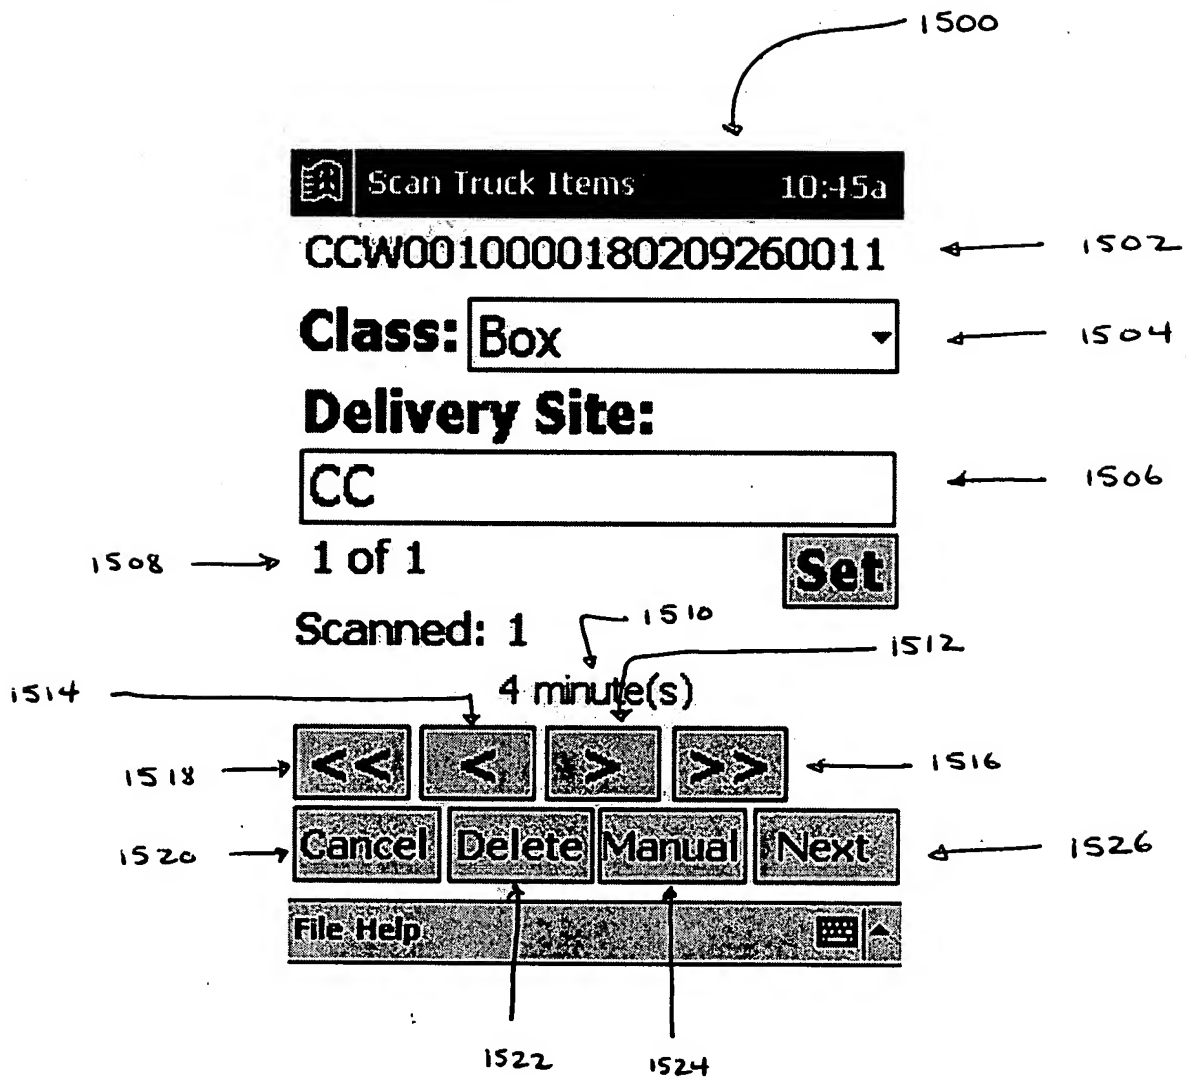 1500
Scan Truck Items 10:45a
CCW0010000180209260011 1502
Class: Box 1504
Delivery Site:
CC 1506
1508 1 of 1 Set
Scanned: 1 1510
1512
1514 4 minute(s)
1518 << < > >> 1516
1520 Cancel Delete Manual Next 1526
File Help
1522 1524